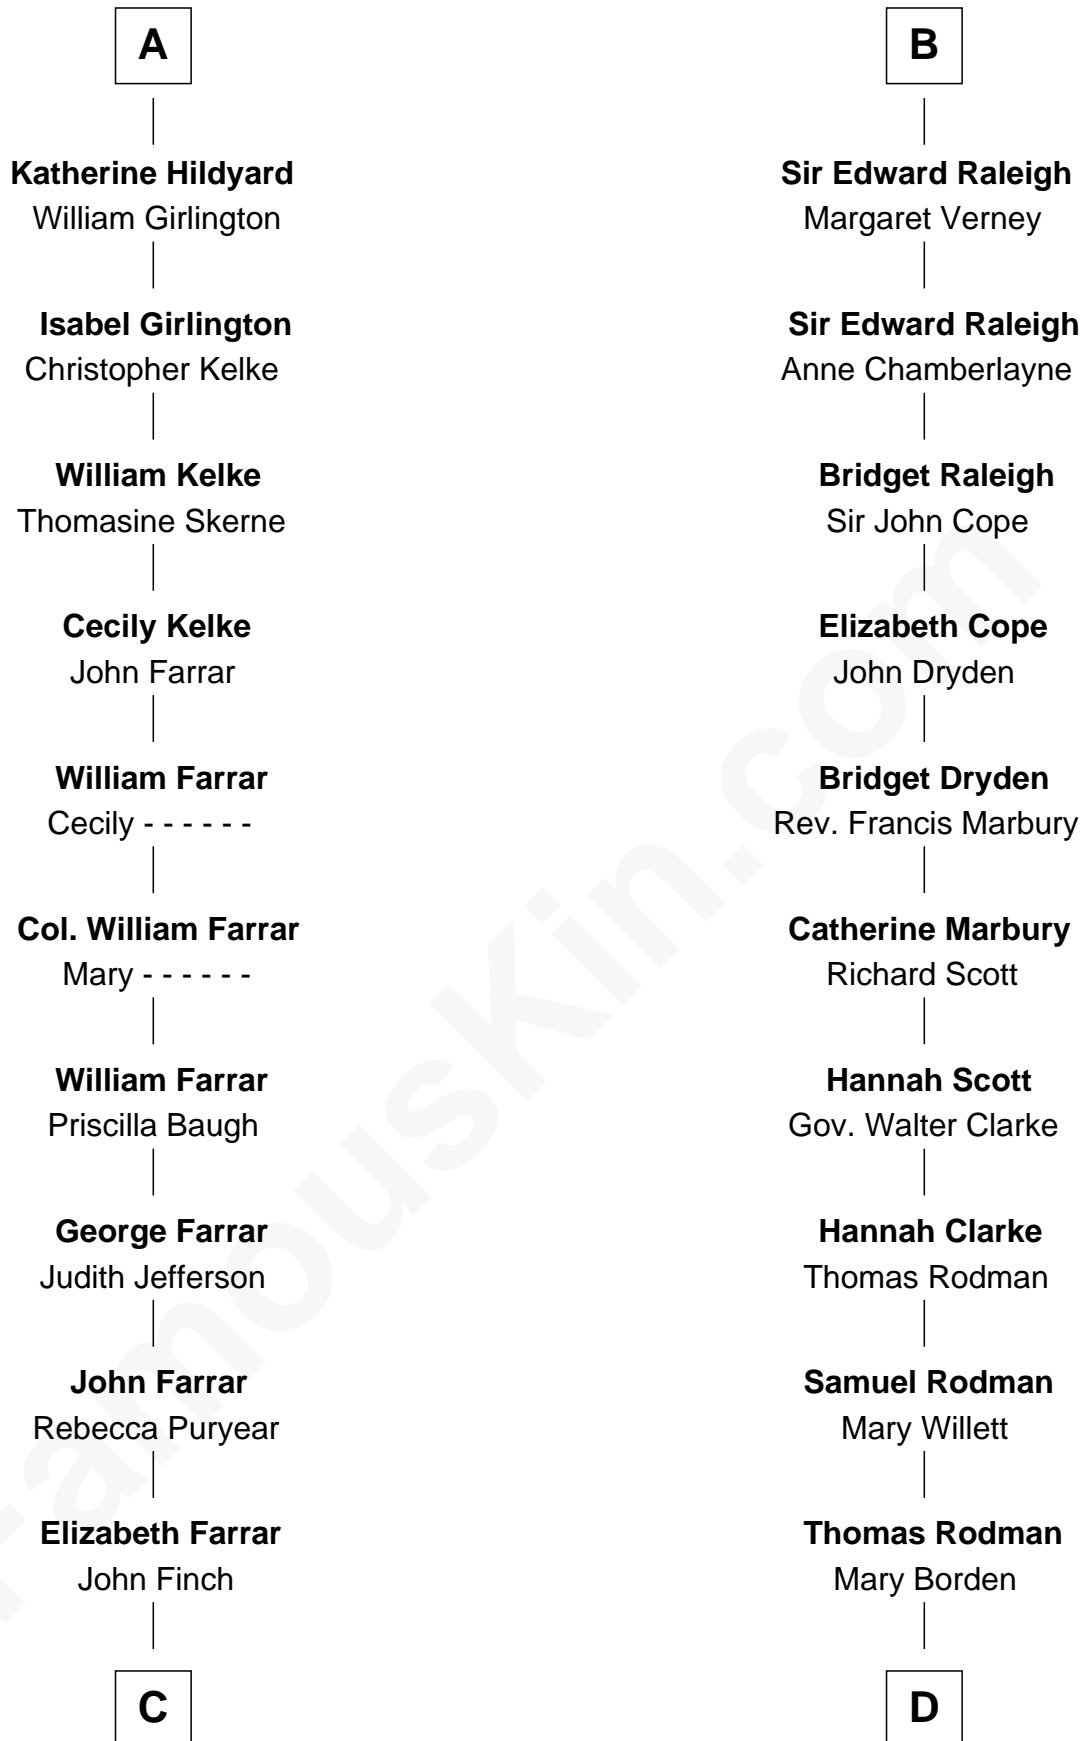 A
Katherine Hildyard
William Girlington
Isabel Girlington
Christopher Kelke
William Kelke
Thomasine Skerne
Cecily Kelke
John Farrar
William Farrar
Cecily - - - - - -
Col. William Farrar
Mary - - - - - -
William Farrar
Priscilla Baugh
George Farrar
Judith Jefferson
John Farrar
Rebecca Puryear
Elizabeth Farrar
John Finch
C
B
Sir Edward Raleigh
Margaret Verney
Sir Edward Raleigh
Anne Chamberlayne
Bridget Raleigh
Sir John Cope
Elizabeth Cope
John Dryden
Bridget Dryden
Rev. Francis Marbury
Catherine Marbury
Richard Scott
Hannah Scott
Gov. Walter Clarke
Hannah Clarke
Thomas Rodman
Samuel Rodman
Mary Willett
Thomas Rodman
Mary Borden
D
FamousKin.com